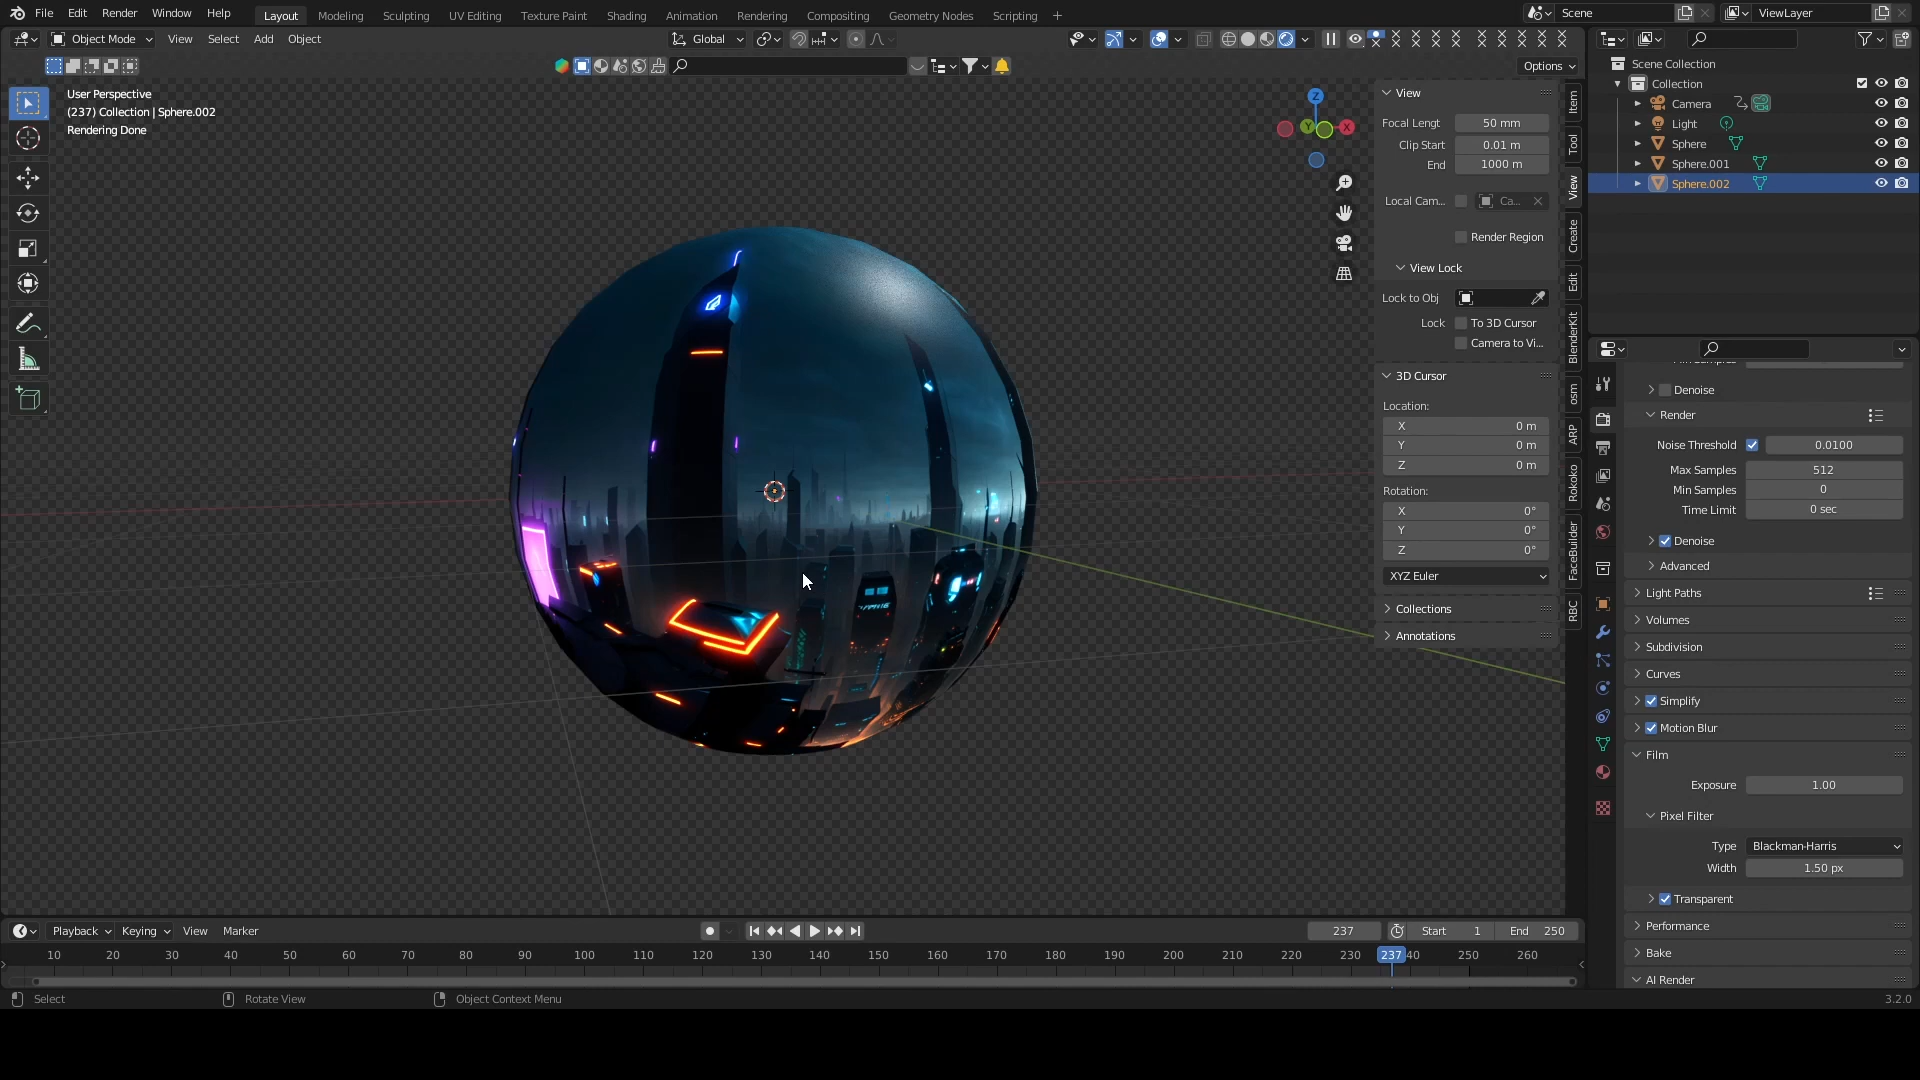 File Edit Render Window Help Layout Modeling Sculpting UV Editing Texture Paint Shading Animation Rendering Compositing Geometry Nodes Scripting + Scene ViewLayer
Object Mode View Select Add Object Global
Options
User Perspective
(237) Collection | Sphere.002
Rendering Done
Z
Y
X
View
Focal Lengt 50 mm
Clip Start 0.01 m
End 1000 m
Local Cam... Ca...
Render Region
View Lock
Lock to Obj
Lock To 3D Cursor
Camera to Vi...
3D Cursor
Location:
X 0 m
Y 0 m
Z 0 m
Rotation:
X 0°
Y 0°
Z 0°
XYZ Euler
Collections
Annotations
Item
Tool
View
Create
Edit
BlenderKit
osm
ARP
Rokoko
FaceBuilder
RBC
Scene Collection
Collection
Camera
Light
Sphere
Sphere.001
Sphere.002
Denoise
Render
Noise Threshold 0.0100
Max Samples 512
Min Samples 0
Time Limit 0 sec
Denoise
Advanced
Light Paths
Volumes
Subdivision
Curves
Simplify
Motion Blur
Film
Exposure 1.00
Pixel Filter
Type Blackman-Harris
Width 1.50 px
Transparent
Performance
Bake
AI Render
Playback Keying View Marker 237 Start 1 End 250
10 20 30 40 50 60 70 80 90 100 110 120 130 140 150 160 170 180 190 200 210 220 230 237 40 250 260
Select Rotate View Object Context Menu 3.2.0